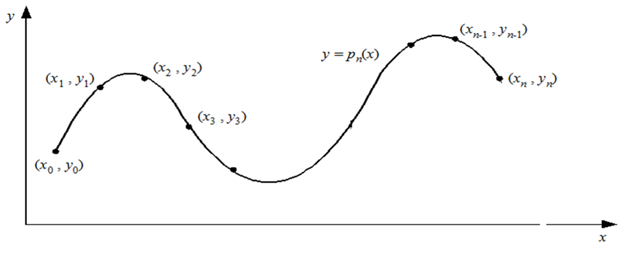 y
(xn-1 , yn-1)
y = pn(x)
(x1 , y1)
(x2 , y2)
(xn , yn)
(x3 , y3)
(x0 , y0)
x